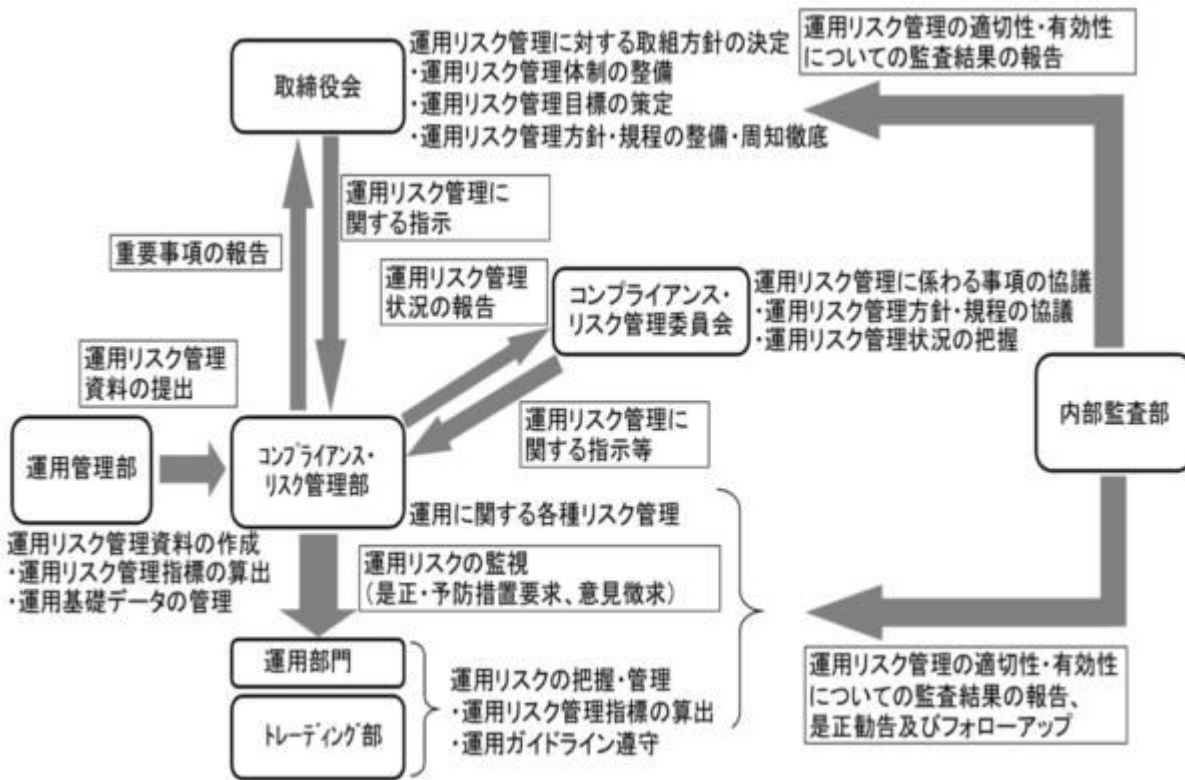 取締役会
運用リスク管理に対する取組方針の決定
・運用リスク管理体制の整備
・運用リスク管理目標の策定
・運用リスク管理方針・規程の整備・周知徹底
運用リスク管理の適切性・有効性
についての監査結果の報告
運用リスク管理に
関する指示
重要事項の報告
運用リスク管理
状況の報告
コンプライアンス・
リスク管理委員会
運用リスク管理に係わる事項の協議
・運用リスク管理方針・規程の協議
・運用リスク管理状況の把握
運用リスク管理
資料の提出
運用リスク管理に
関する指示等
内部監査部
運用管理部
コンプライアンス・
リスク管理部
運用に関する各種リスク管理
運用リスク管理資料の作成
・運用リスク管理指標の算出
・運用基礎データの管理
運用リスクの監視
(是正・予防措置要求、意見徴求)
運用部門
トレーディング部
運用リスクの把握・管理
・運用リスク管理指標の算出
・運用ガイドライン遵守
運用リスク管理の適切性・有効性
についての監査結果の報告、
是正勧告及びフォローアップ